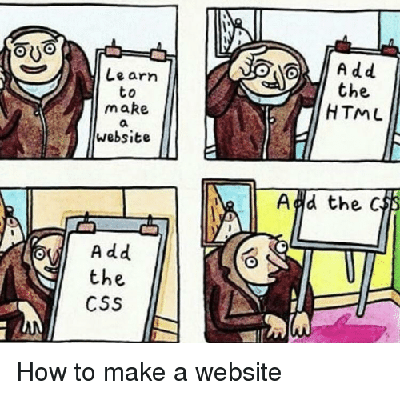 Learn
to
make
a
website
Add
the
HTML
Add
the
CSS
Add the CSS
How to make a website